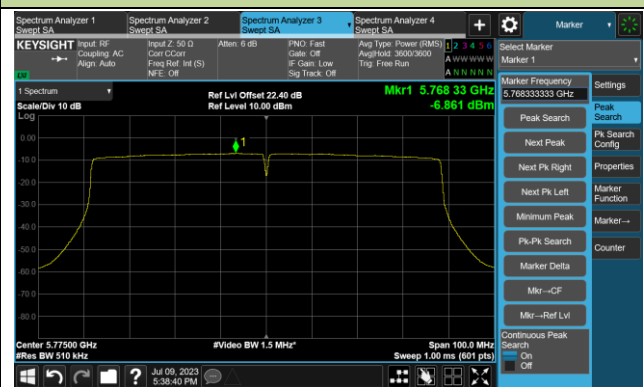 Spectrum Analyzer 1
Swept SA
Spectrum Analyzer 2
Swept SA
Spectrum Analyzer 3
Swept SA
Spectrum Analyzer 4
Swept SA
+
Marker
KEYSIGHT
Input: RF
Coupling: AC
Align: Auto
Input Z: 50 Ω
Corr CCorr
Freq Ref: Int (S)
NFE: Off
Atten: 6 dB
PNO: Fast
Gate: Off
IF Gain: Low
Sig Track: Off
Avg Type: Power (RMS)
Avg|Hold: 3600/3600
Trig: Free Run
1 2 3 4 5 6
A W W W W W
A N N N N N
LXI
Select Marker
Marker 1
1 Spectrum
Scale/Div 10 dB
Log
Ref Lvl Offset 22.40 dB
Ref Level 10.00 dBm
Mkr1 5.768 33 GHz
-6.861 dBm
1
0.00
-10.0
-20.0
-30.0
-40.0
-50.0
-60.0
-70.0
-80.0
Center 5.77500 GHz
#Res BW 510 kHz
#Video BW 1.5 MHz*
Span 100.0 MHz
Sweep 1.00 ms (601 pts)
Marker Frequency
5.768333333 GHz
Peak Search
Next Peak
Next Pk Right
Next Pk Left
Minimum Peak
Pk-Pk Search
Marker Delta
Mkr→CF
Mkr→Ref Lvl
Continuous Peak
Search
On
Off
Settings
Peak
Search
Pk Search
Config
Properties
Marker
Function
Marker→
Counter
?
Jul 09, 2023
5:38:40 PM